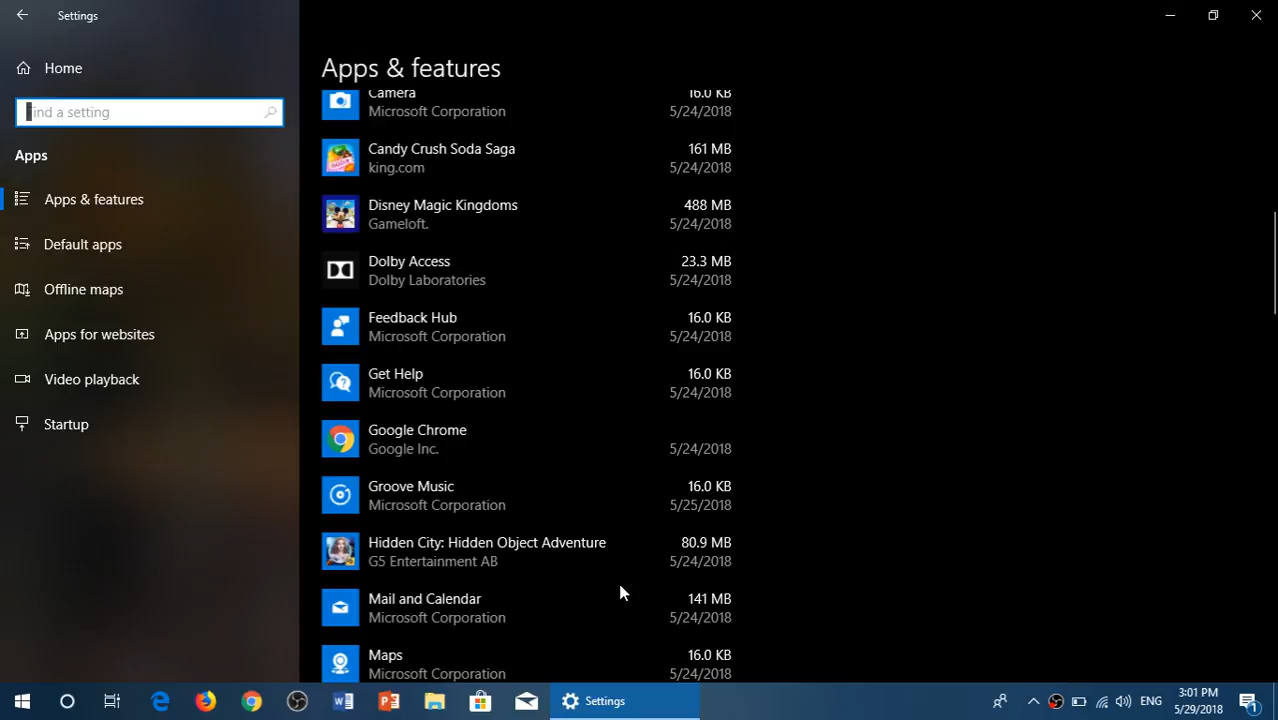 Settings
Home
Find a setting
Apps
Apps & features
Default apps
Offline maps
Apps for websites
Video playback
Startup
Apps & features
Camera 16.0 KB
Microsoft Corporation 5/24/2018
Candy Crush Soda Saga 161 MB
king.com 5/24/2018
Disney Magic Kingdoms 488 MB
Gameloft. 5/24/2018
Dolby Access 23.3 MB
Dolby Laboratories 5/24/2018
Feedback Hub 16.0 KB
Microsoft Corporation 5/24/2018
Get Help 16.0 KB
Microsoft Corporation 5/24/2018
Google Chrome
Google Inc. 5/24/2018
Groove Music 16.0 KB
Microsoft Corporation 5/25/2018
Hidden City: Hidden Object Adventure 80.9 MB
G5 Entertainment AB 5/24/2018
Mail and Calendar 141 MB
Microsoft Corporation 5/24/2018
Maps 16.0 KB
Microsoft Corporation 5/24/2018
Settings
ENG
3:01 PM
5/29/2018
1